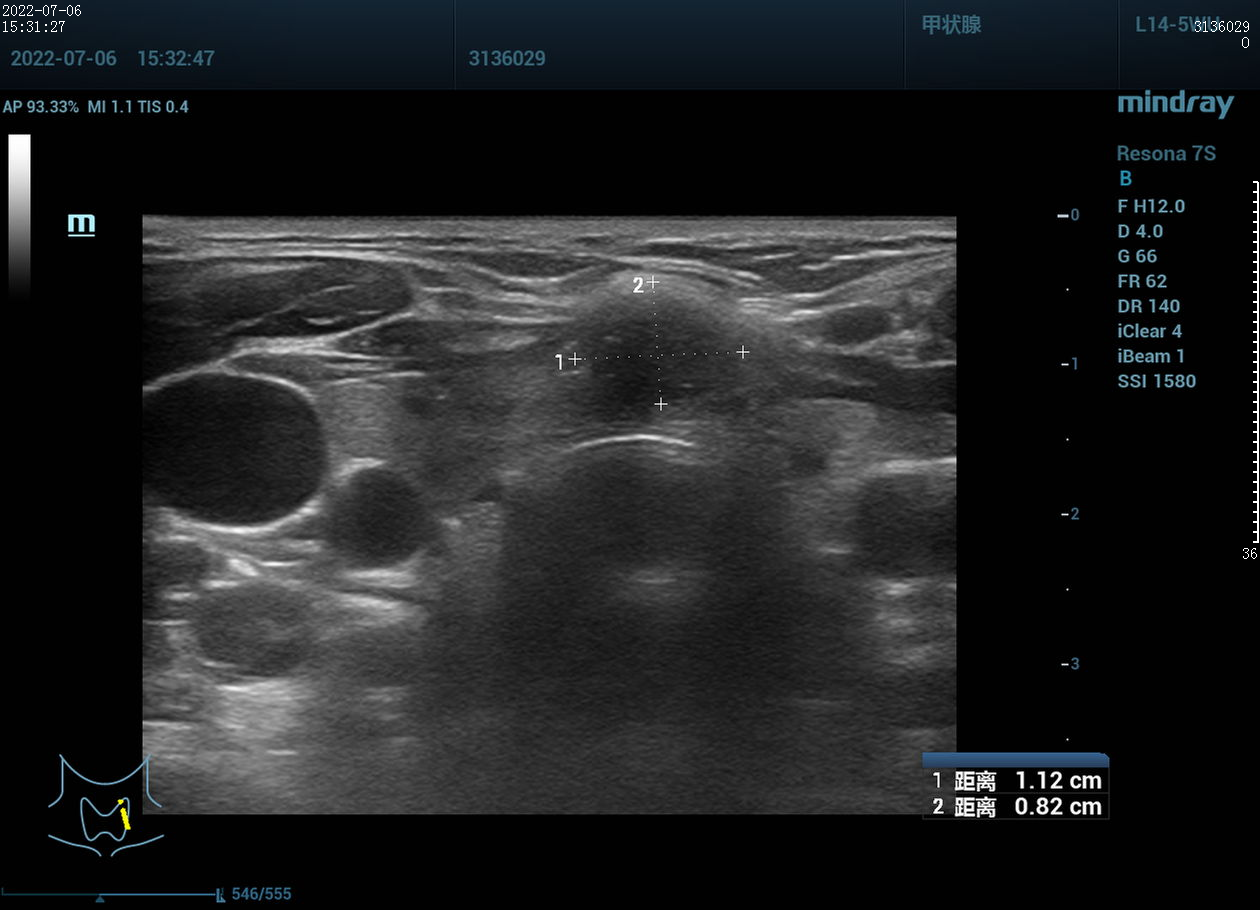 2022-07-06
15:31:27
甲状腺
3136029
0
2022-07-06 15:32:47
3136029
AP 93.33% MI 1.1 TIS 0.4
mindray
Resona 7S
B
F H12.0
D 4.0
G 66
FR 62
DR 140
iClear 4
iBeam 1
SSI 1580
m
0
1
2
3
2
1
36
1 距离 1.12 cm
2 距离 0.82 cm
546/555